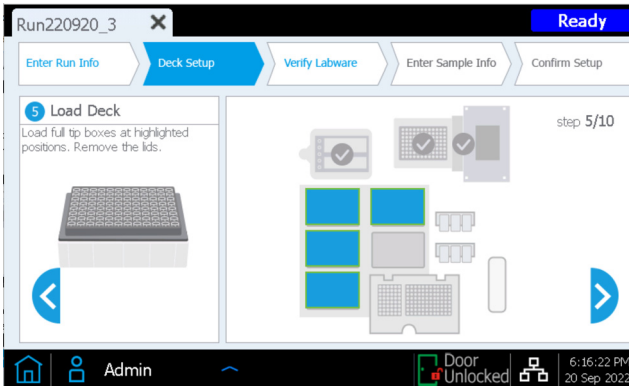 Run220920_3
Ready
Enter Run Info
Deck Setup
Verify Labware
Enter Sample Info
Confirm Setup
5 Load Deck
Load full tip boxes at highlighted
positions. Remove the lids.
step 5/10
Admin
Door
Unlocked
6:16:22 PM
20 Sep 2022